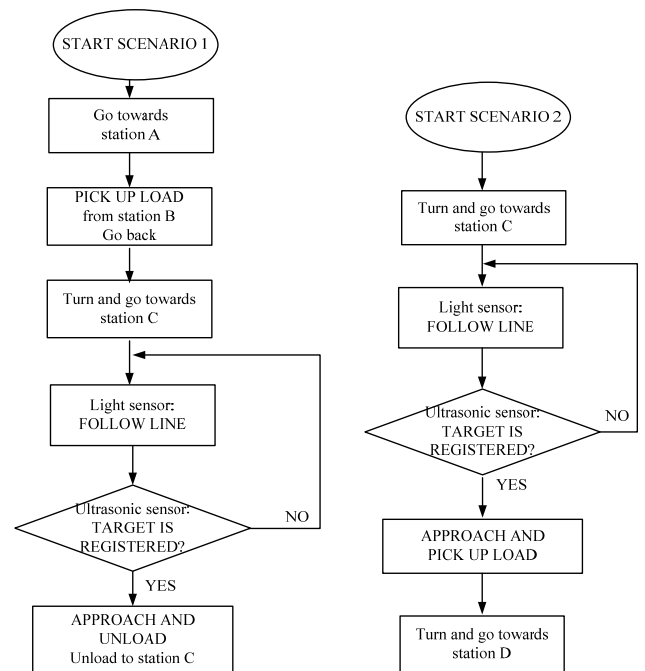 START SCENARIO 1
Go towards
station A
PICK UP LOAD
from station B
Go back
Turn and go towards
station C
Light sensor:
FOLLOW LINE
Ultrasonic sensor:
TARGET IS
REGISTERED?
NO
YES
APPROACH AND
UNLOAD
Unload to station C
START SCENARIO 2
Turn and go towards
station C
Light sensor:
FOLLOW LINE
Ultrasonic sensor:
TARGET IS
REGISTERED?
NO
YES
APPROACH AND
PICK UP LOAD
Turn and go towards
station D